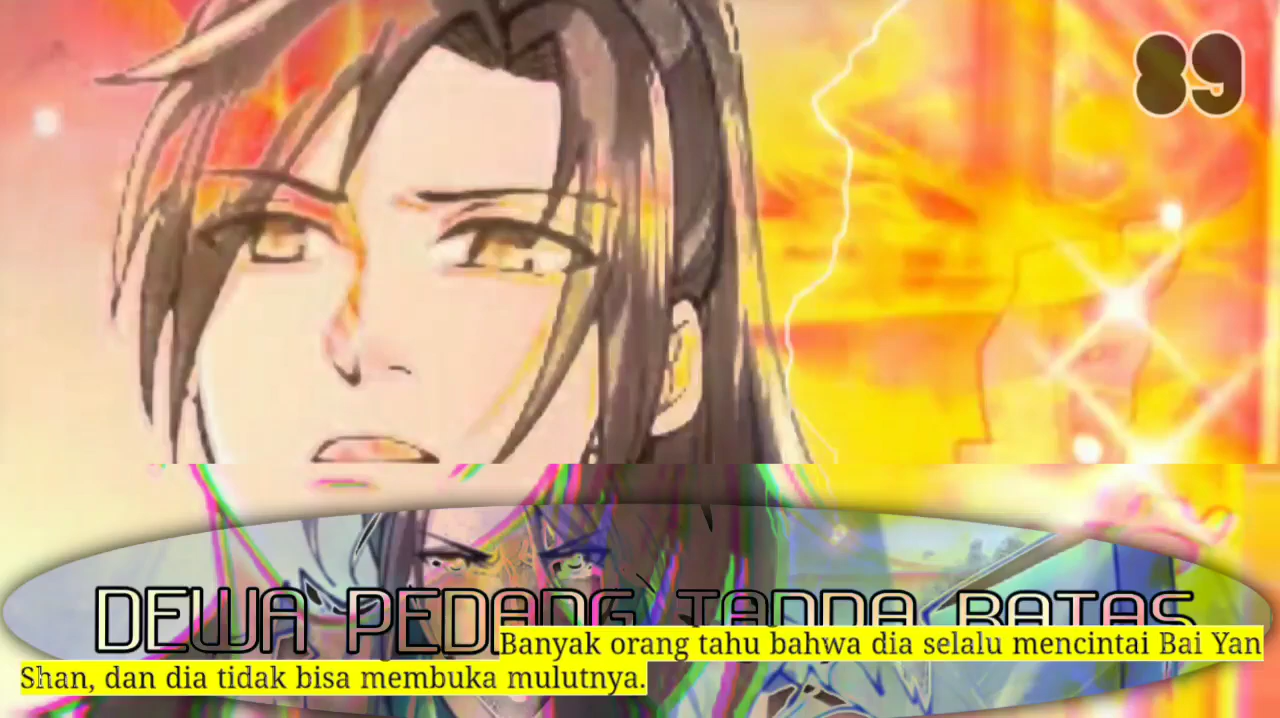 89
DEWA PEDANG TANPA BATAS
Banyak orang tahu bahwa dia selalu mencintai Bai Yan
Shan, dan dia tidak bisa membuka mulutnya.